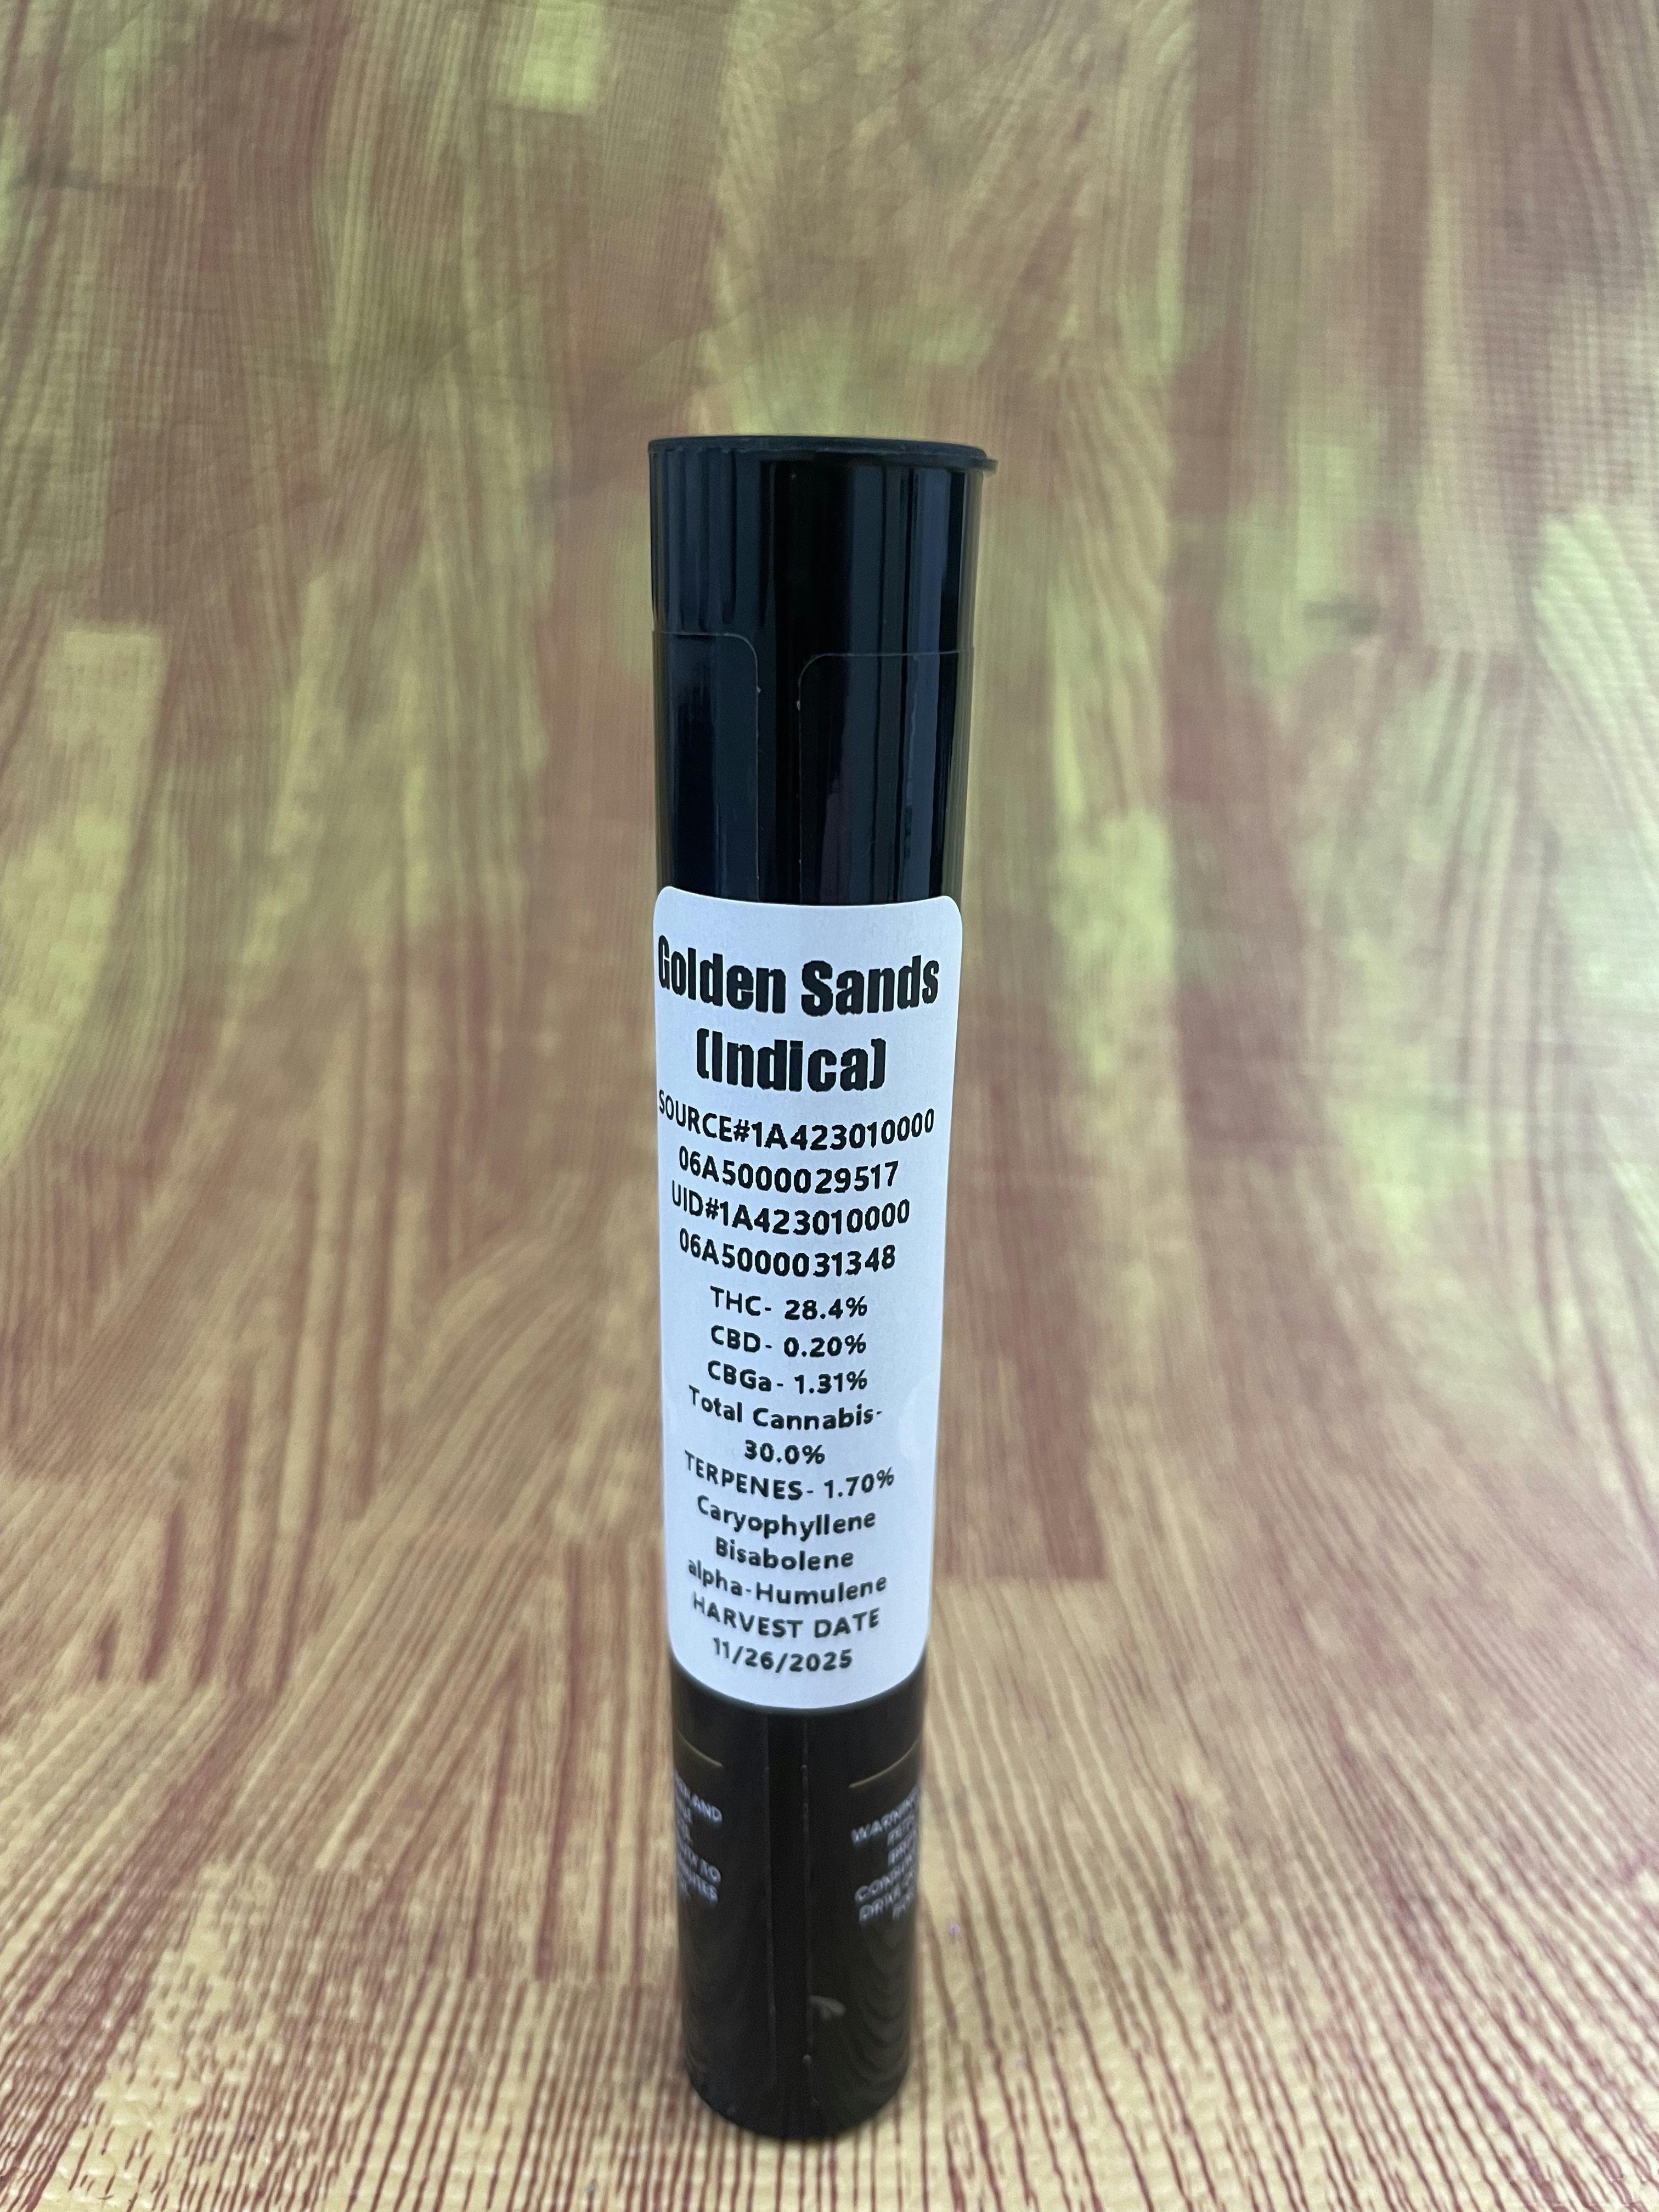 Golden Sands
(Indica)
SOURCE#1A423010000
06A5000029517
UID#1A423010000
06A5000031348
THC- 28.4%
CBD- 0.20%
CBGa- 1.31%
Total Cannabis-
30.0%
TERPENES- 1.70%
Caryophyllene
Bisabolene
alpha-Humulene
HARVEST DATE
11/26/2025
AND